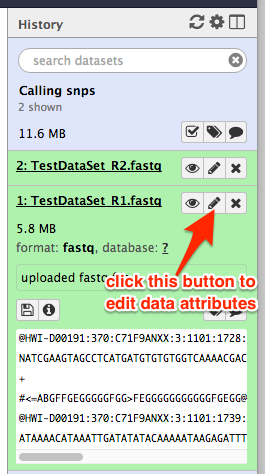 History
search datasets
Calling snps
2 shown
11.6 MB
2: TestDataSet_R2.fastq
1: TestDataSet_R1.fastq
5.8 MB
format: fastq, database: ?
uploaded fastq
click this button to
edit data attributes
@HWI-D00191:370:C71F9ANXX:3:1101:1728:
NATCGAAGTAGCCTCATGATGTGTGTGGTCAAAACGAC
+
#<=ABGFFGEGGGGGFGG>FEGGGGGGGGGGGFGEGG@
@HWI-D00191:370:C71F9ANXX:3:1101:1739:
ATAAAACATAAATTGATATATACAAAAATAAGAGATTT